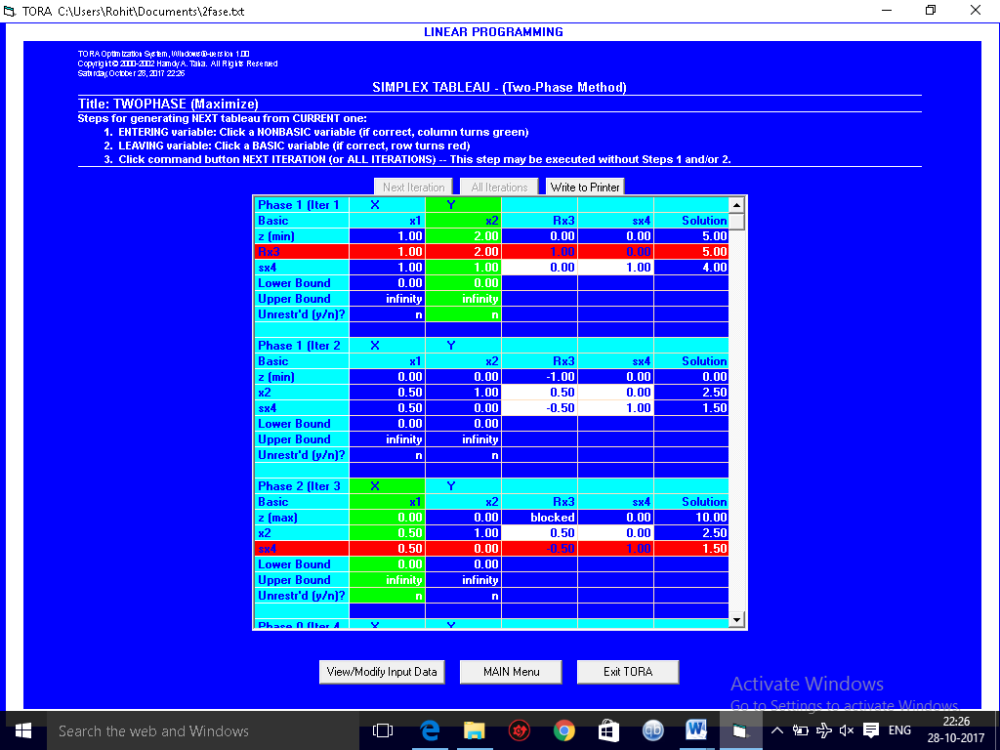 TORA C:\Users\Rohit\Documents\2fase.txt
LINEAR PROGRAMMING
TORA Optimization System, Windows®-version 1.00
Copyright © 2000-2002 Hamdy A. Taha. All Rights Reserved
Saturday, October 28, 2017 22:26
SIMPLEX TABLEAU - (Two-Phase Method)
Title: TWOPHASE (Maximize)
Steps for generating NEXT tableau from CURRENT one:
1. ENTERING variable: Click a NONBASIC variable (if correct, column turns green)
2. LEAVING variable: Click a BASIC variable (if correct, row turns red)
3. Click command button NEXT ITERATION (or ALL ITERATIONS) -- This step may be executed without Steps 1 and/or 2.
Next Iteration All Iterations Write to Printer
Phase 1 (Iter 1 X Y
Basic x1 x2 Rx3 sx4 Solution
z (min) 1.00 2.00 0.00 0.00 5.00
Rx3 1.00 2.00 1.00 0.00 5.00
sx4 1.00 1.00 0.00 1.00 4.00
Lower Bound 0.00 0.00
Upper Bound infinity infinity
Unrestr'd (y/n)? n n
Phase 1 (Iter 2 X Y
Basic x1 x2 Rx3 sx4 Solution
z (min) 0.00 0.00 -1.00 0.00 0.00
x2 0.50 1.00 0.50 0.00 2.50
sx4 0.50 0.00 -0.50 1.00 1.50
Lower Bound 0.00 0.00
Upper Bound infinity infinity
Unrestr'd (y/n)? n n
Phase 2 (Iter 3 X Y
Basic x1 x2 Rx3 sx4 Solution
z (max) 0.00 0.00 blocked 0.00 10.00
x2 0.50 1.00 0.50 0.00 2.50
sx4 0.50 0.00 -0.50 1.00 1.50
Lower Bound 0.00 0.00
Upper Bound infinity infinity
Unrestr'd (y/n)? n n
Phase 0 (Iter 4 X Y
View/Modify Input Data MAIN Menu Exit TORA
Activate Windows
Go to Settings to activate Windows.
Search the web and Windows
ENG
22:26
28-10-2017